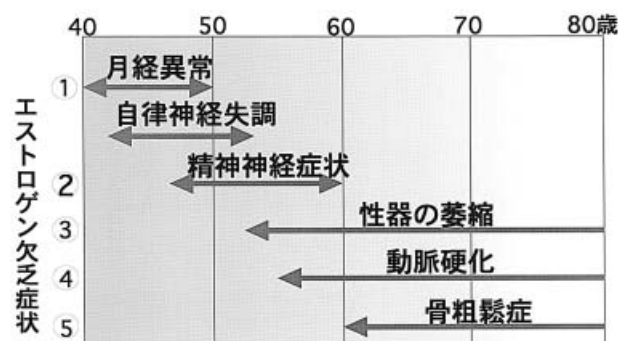 40 50 60 70 80歳
エストロゲン欠乏症状
① 月経異常
自律神経失調
② 精神神経症状
③ 性器の萎縮
④ 動脈硬化
⑤ 骨粗鬆症